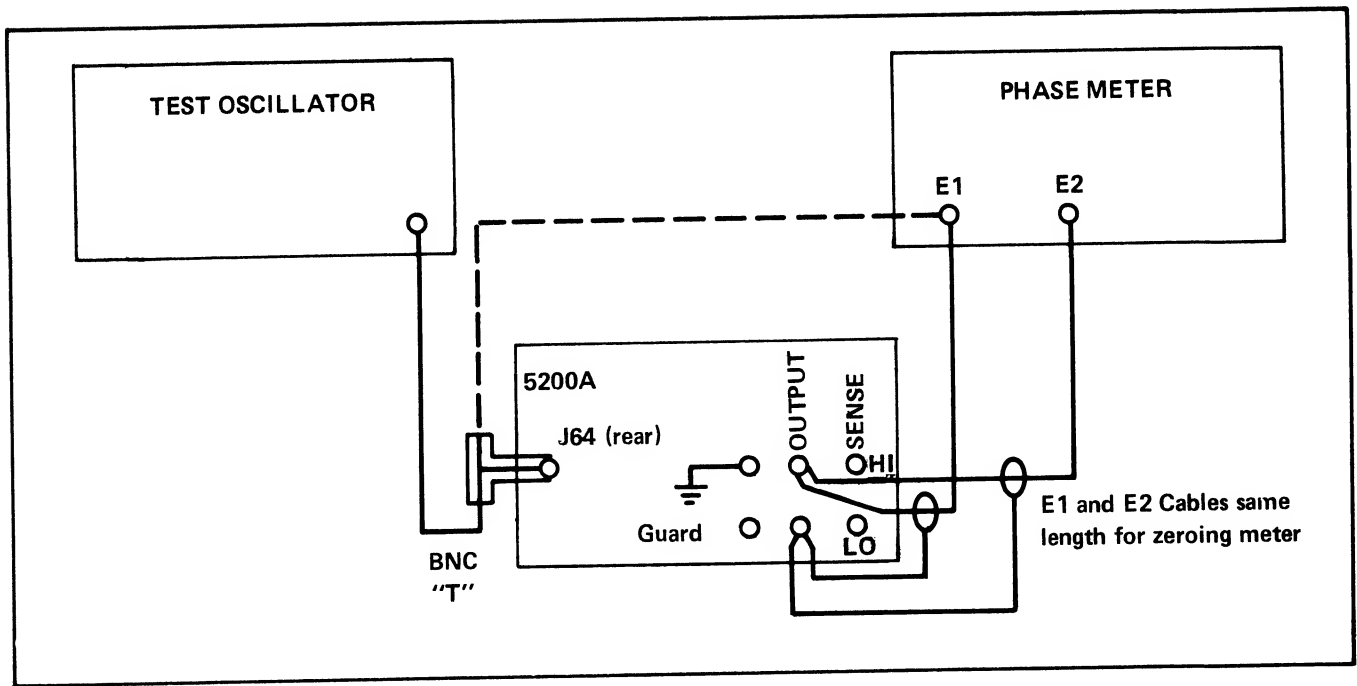 TEST OSCILLATOR
PHASE METER
E1
E2
5200A
OUTPUT
SENSE
J64 (rear)
HI
E1 and E2 Cables same
length for zeroing meter
Guard
LO
BNC
"T"